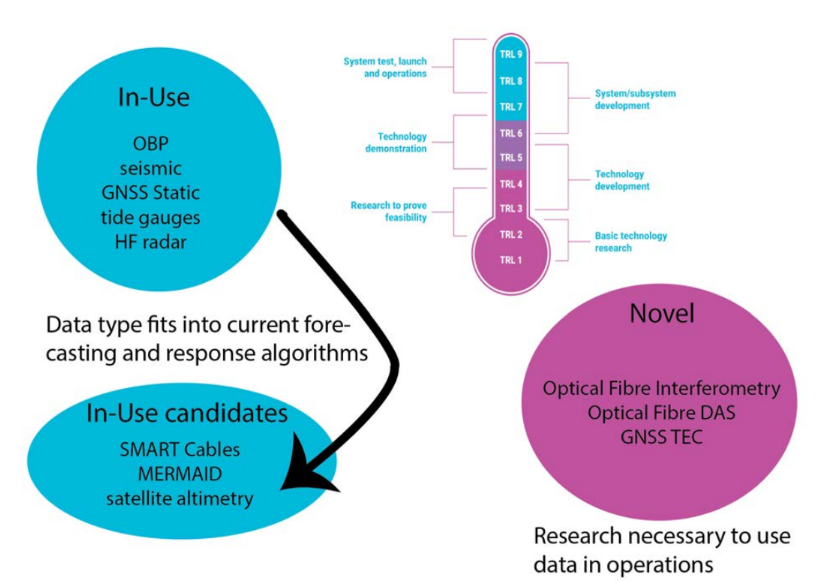 In-Use
OBP
seismic
GNSS Static
tide gauges
HF radar
Data type fits into current fore-
casting and response algorithms
In-Use candidates
SMART Cables
MERMAID
satellite altimetry
System test, launch
and operations
Technology
demonstration
Research to prove
feasibility
TRL 9
TRL 8
TRL 7
TRL 6
TRL 5
TRL 4
TRL 3
TRL 2
TRL 1
System/subsystem
development
Technology
development
Basic technology
research
Novel
Optical Fibre Interferometry
Optical Fibre DAS
GNSS TEC
Research necessary to use
data in operations